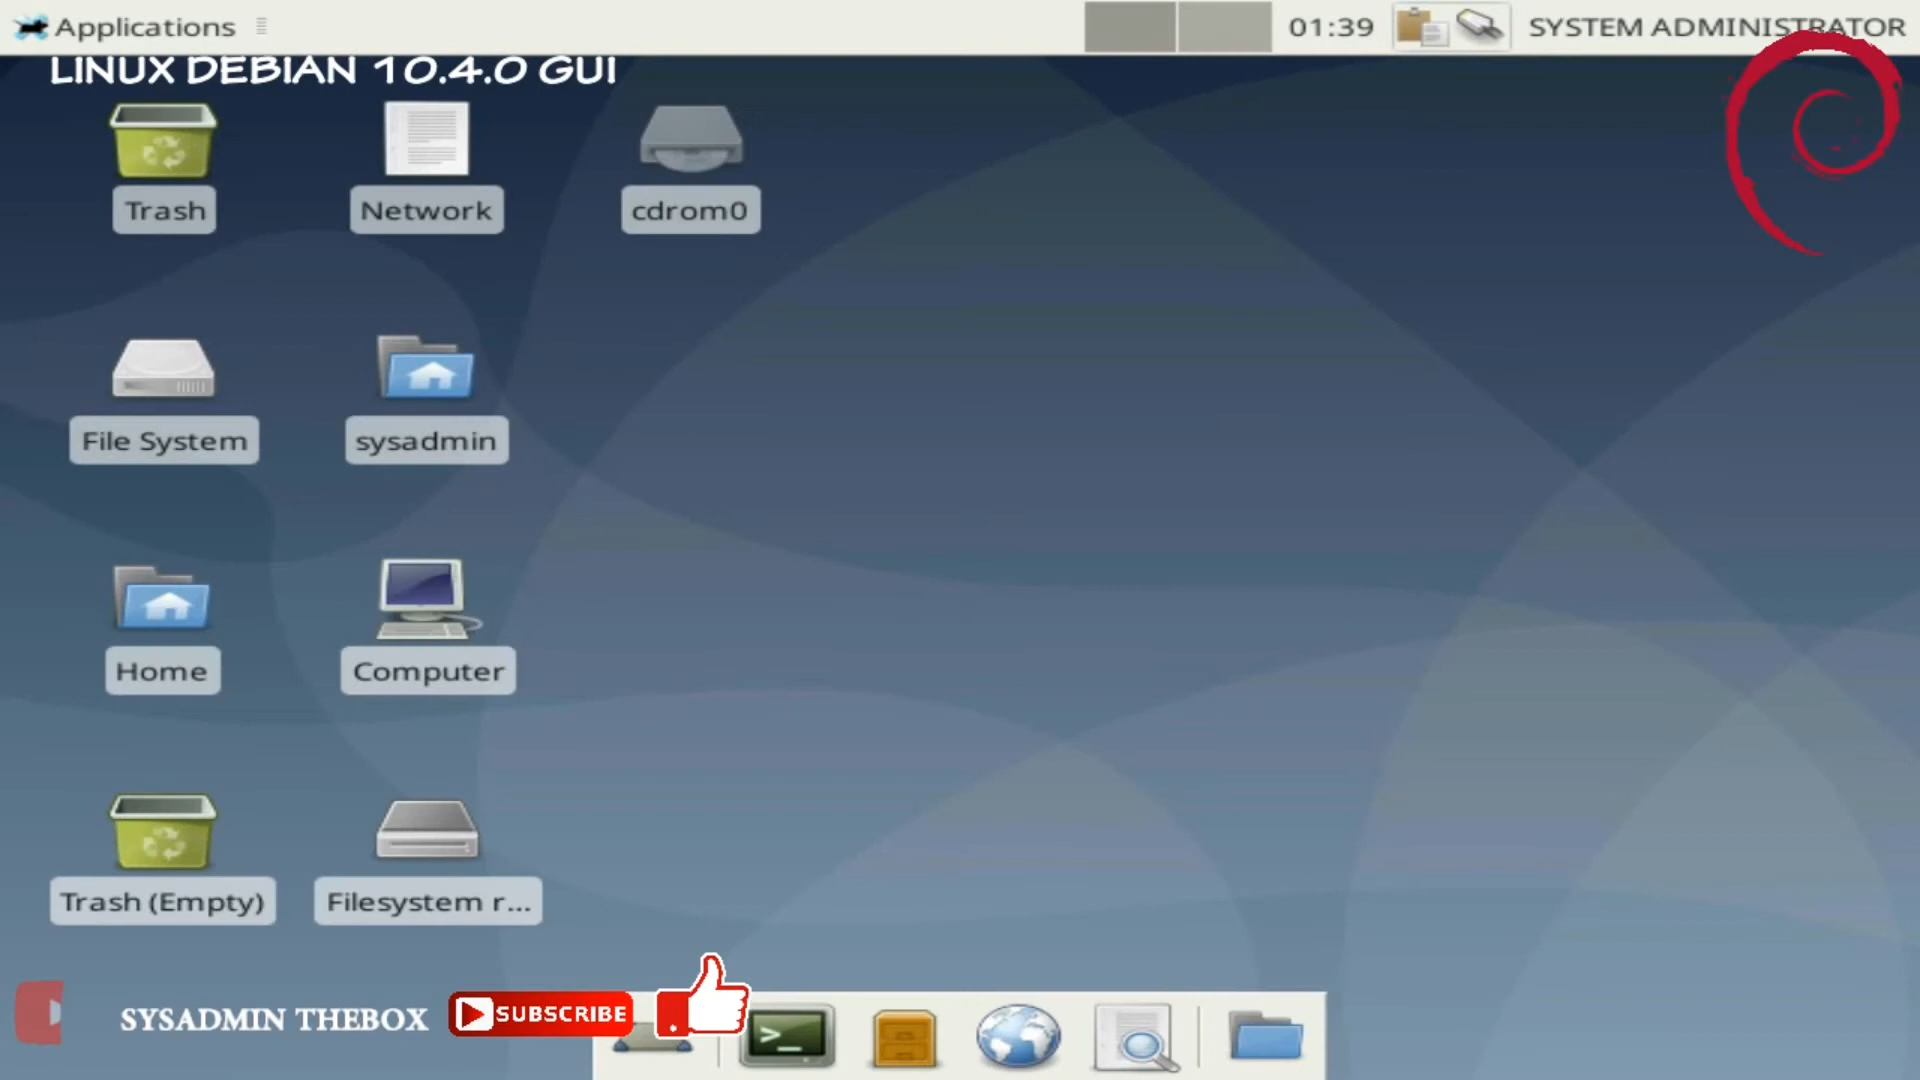 Applications
01:39
SYSTEM ADMINISTRATOR
LINUX DEBIAN 10.4.0 GUI
Trash
Network
cdrom0
File System
sysadmin
Home
Computer
Trash (Empty)
Filesystem r...
SYSADMIN THEBOX
SUBSCRIBE
>_